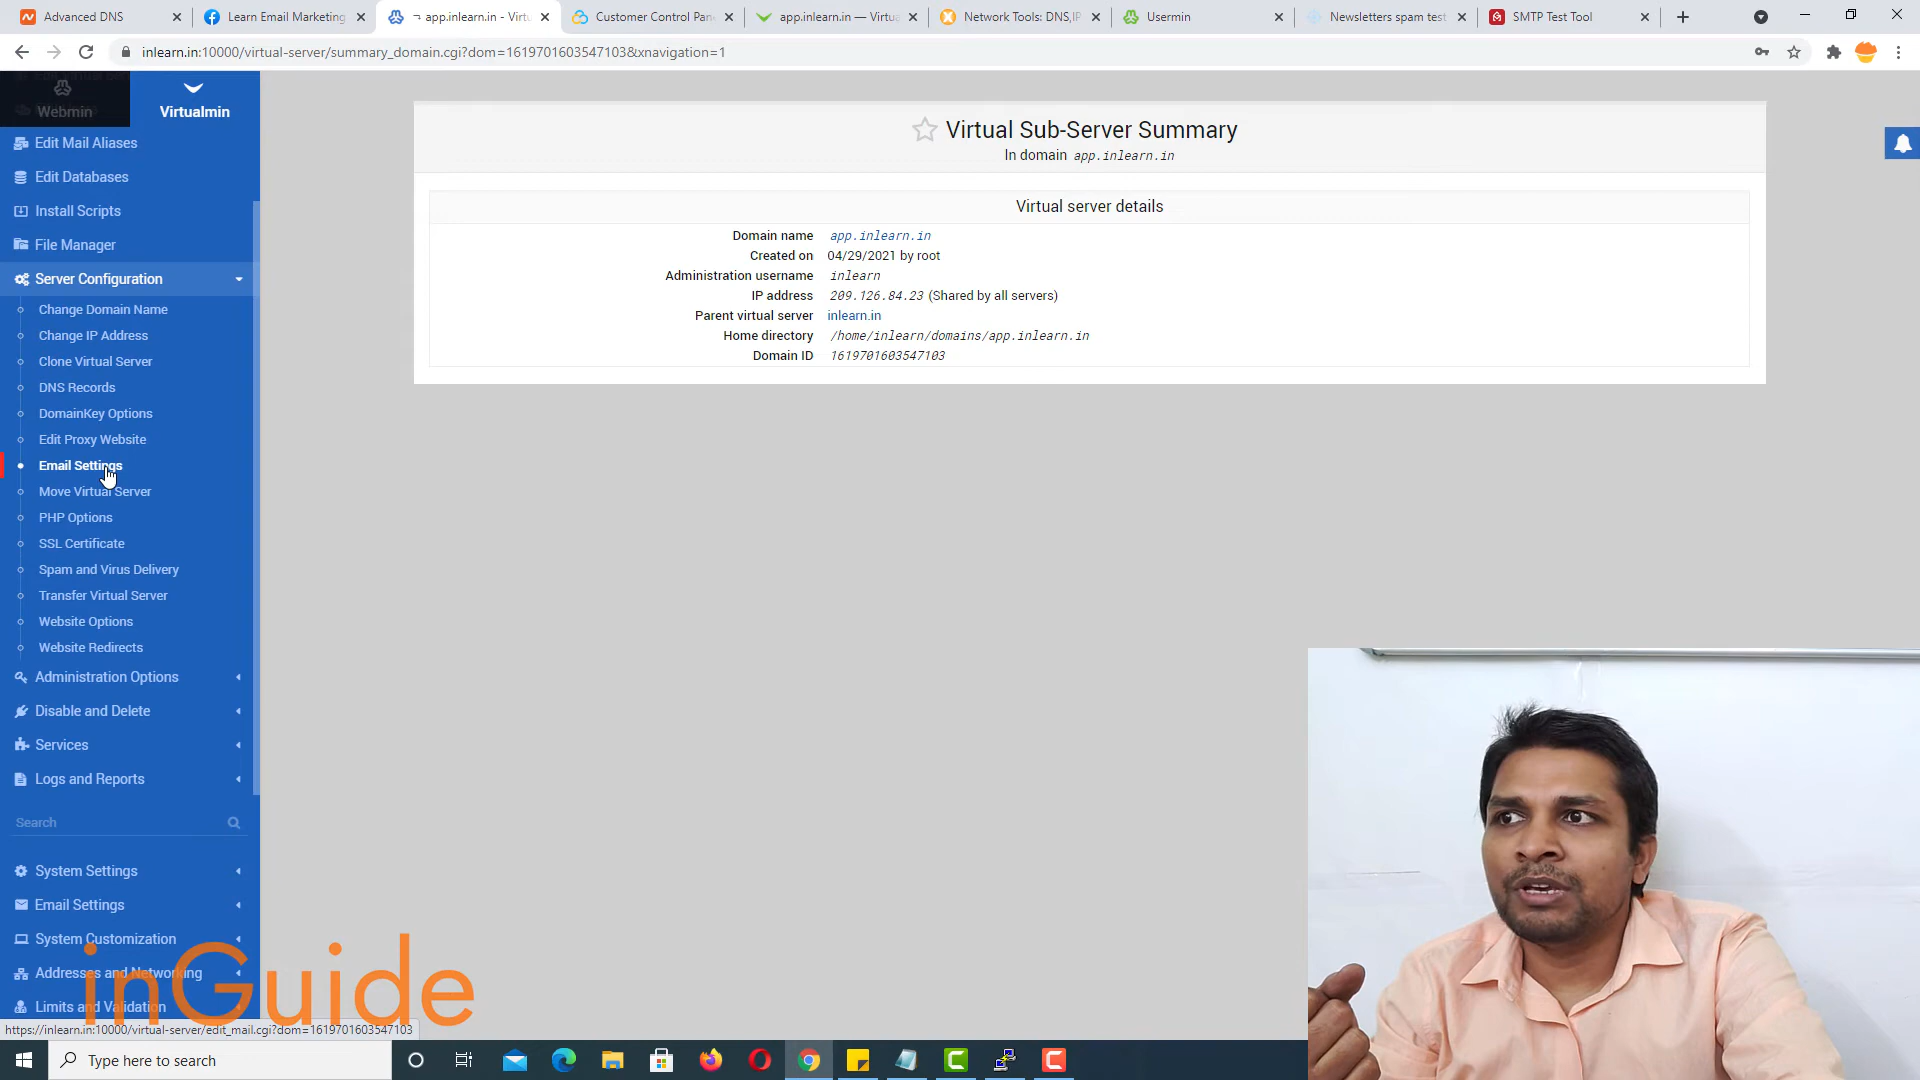 Advanced DNS
Learn Email Marketing
app.inlearn.in - Virtu
Customer Control Pan
app.inlearn.in — Virtua
Network Tools: DNS,IP
Usermin
Newsletters spam test
SMTP Test Tool
inlearn.in:10000/virtual-server/summary_domain.cgi?dom=1619701603547103&xnavigation=1
Webmin
Virtualmin
Edit Mail Aliases
Edit Databases
Install Scripts
File Manager
Server Configuration
Change Domain Name
Change IP Address
Clone Virtual Server
DNS Records
DomainKey Options
Edit Proxy Website
Email Settings
Move Virtual Server
PHP Options
SSL Certificate
Spam and Virus Delivery
Transfer Virtual Server
Website Options
Website Redirects
Administration Options
Disable and Delete
Services
Logs and Reports
Search
System Settings
Email Settings
System Customization
Addresses and Networking
Limits and Validation
Virtual Sub-Server Summary
In domain app.inlearn.in
Virtual server details
Domain name app.inlearn.in
Created on 04/29/2021 by root
Administration username inlearn
IP address 209.126.84.23 (Shared by all servers)
Parent virtual server inlearn.in
Home directory /home/inlearn/domains/app.inlearn.in
Domain ID 1619701603547103
inGuide
https://inlearn.in:10000/virtual-server/edit_mail.cgi?dom=1619701603547103
Type here to search